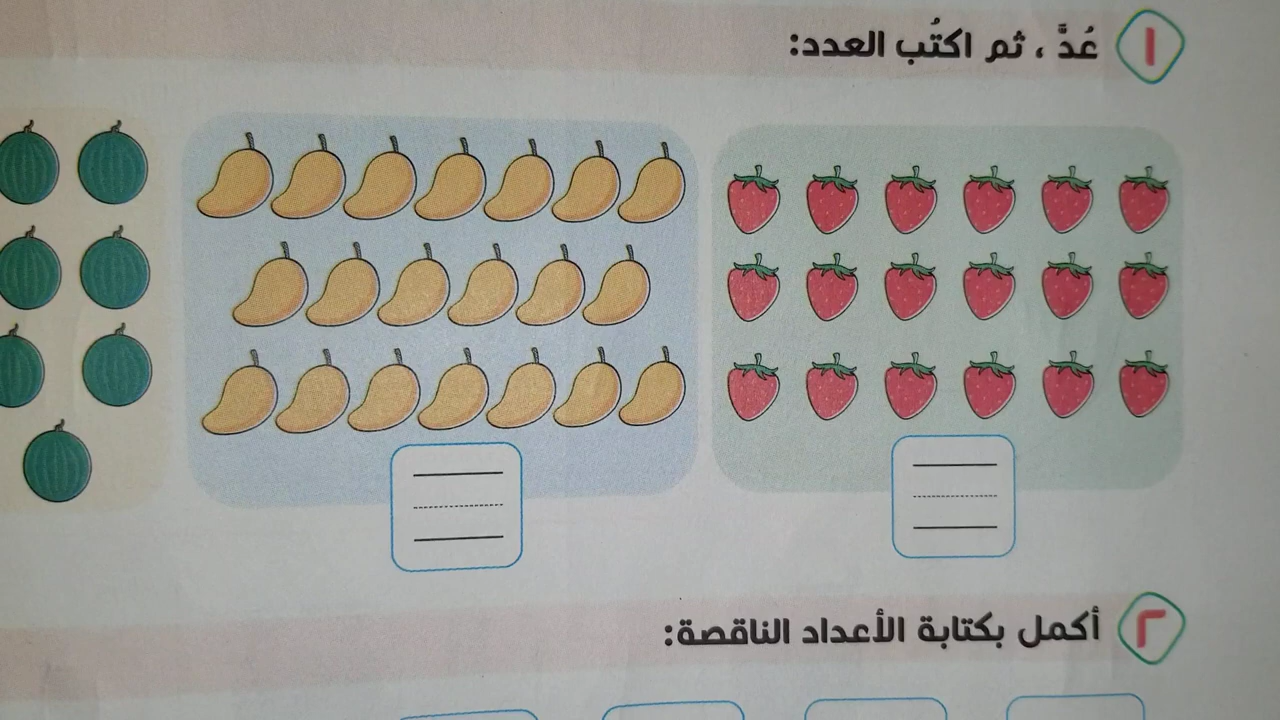 ١ عُدَّ ، ثم اكتُب العدد:
٢ أكمل بكتابة الأعداد الناقصة: